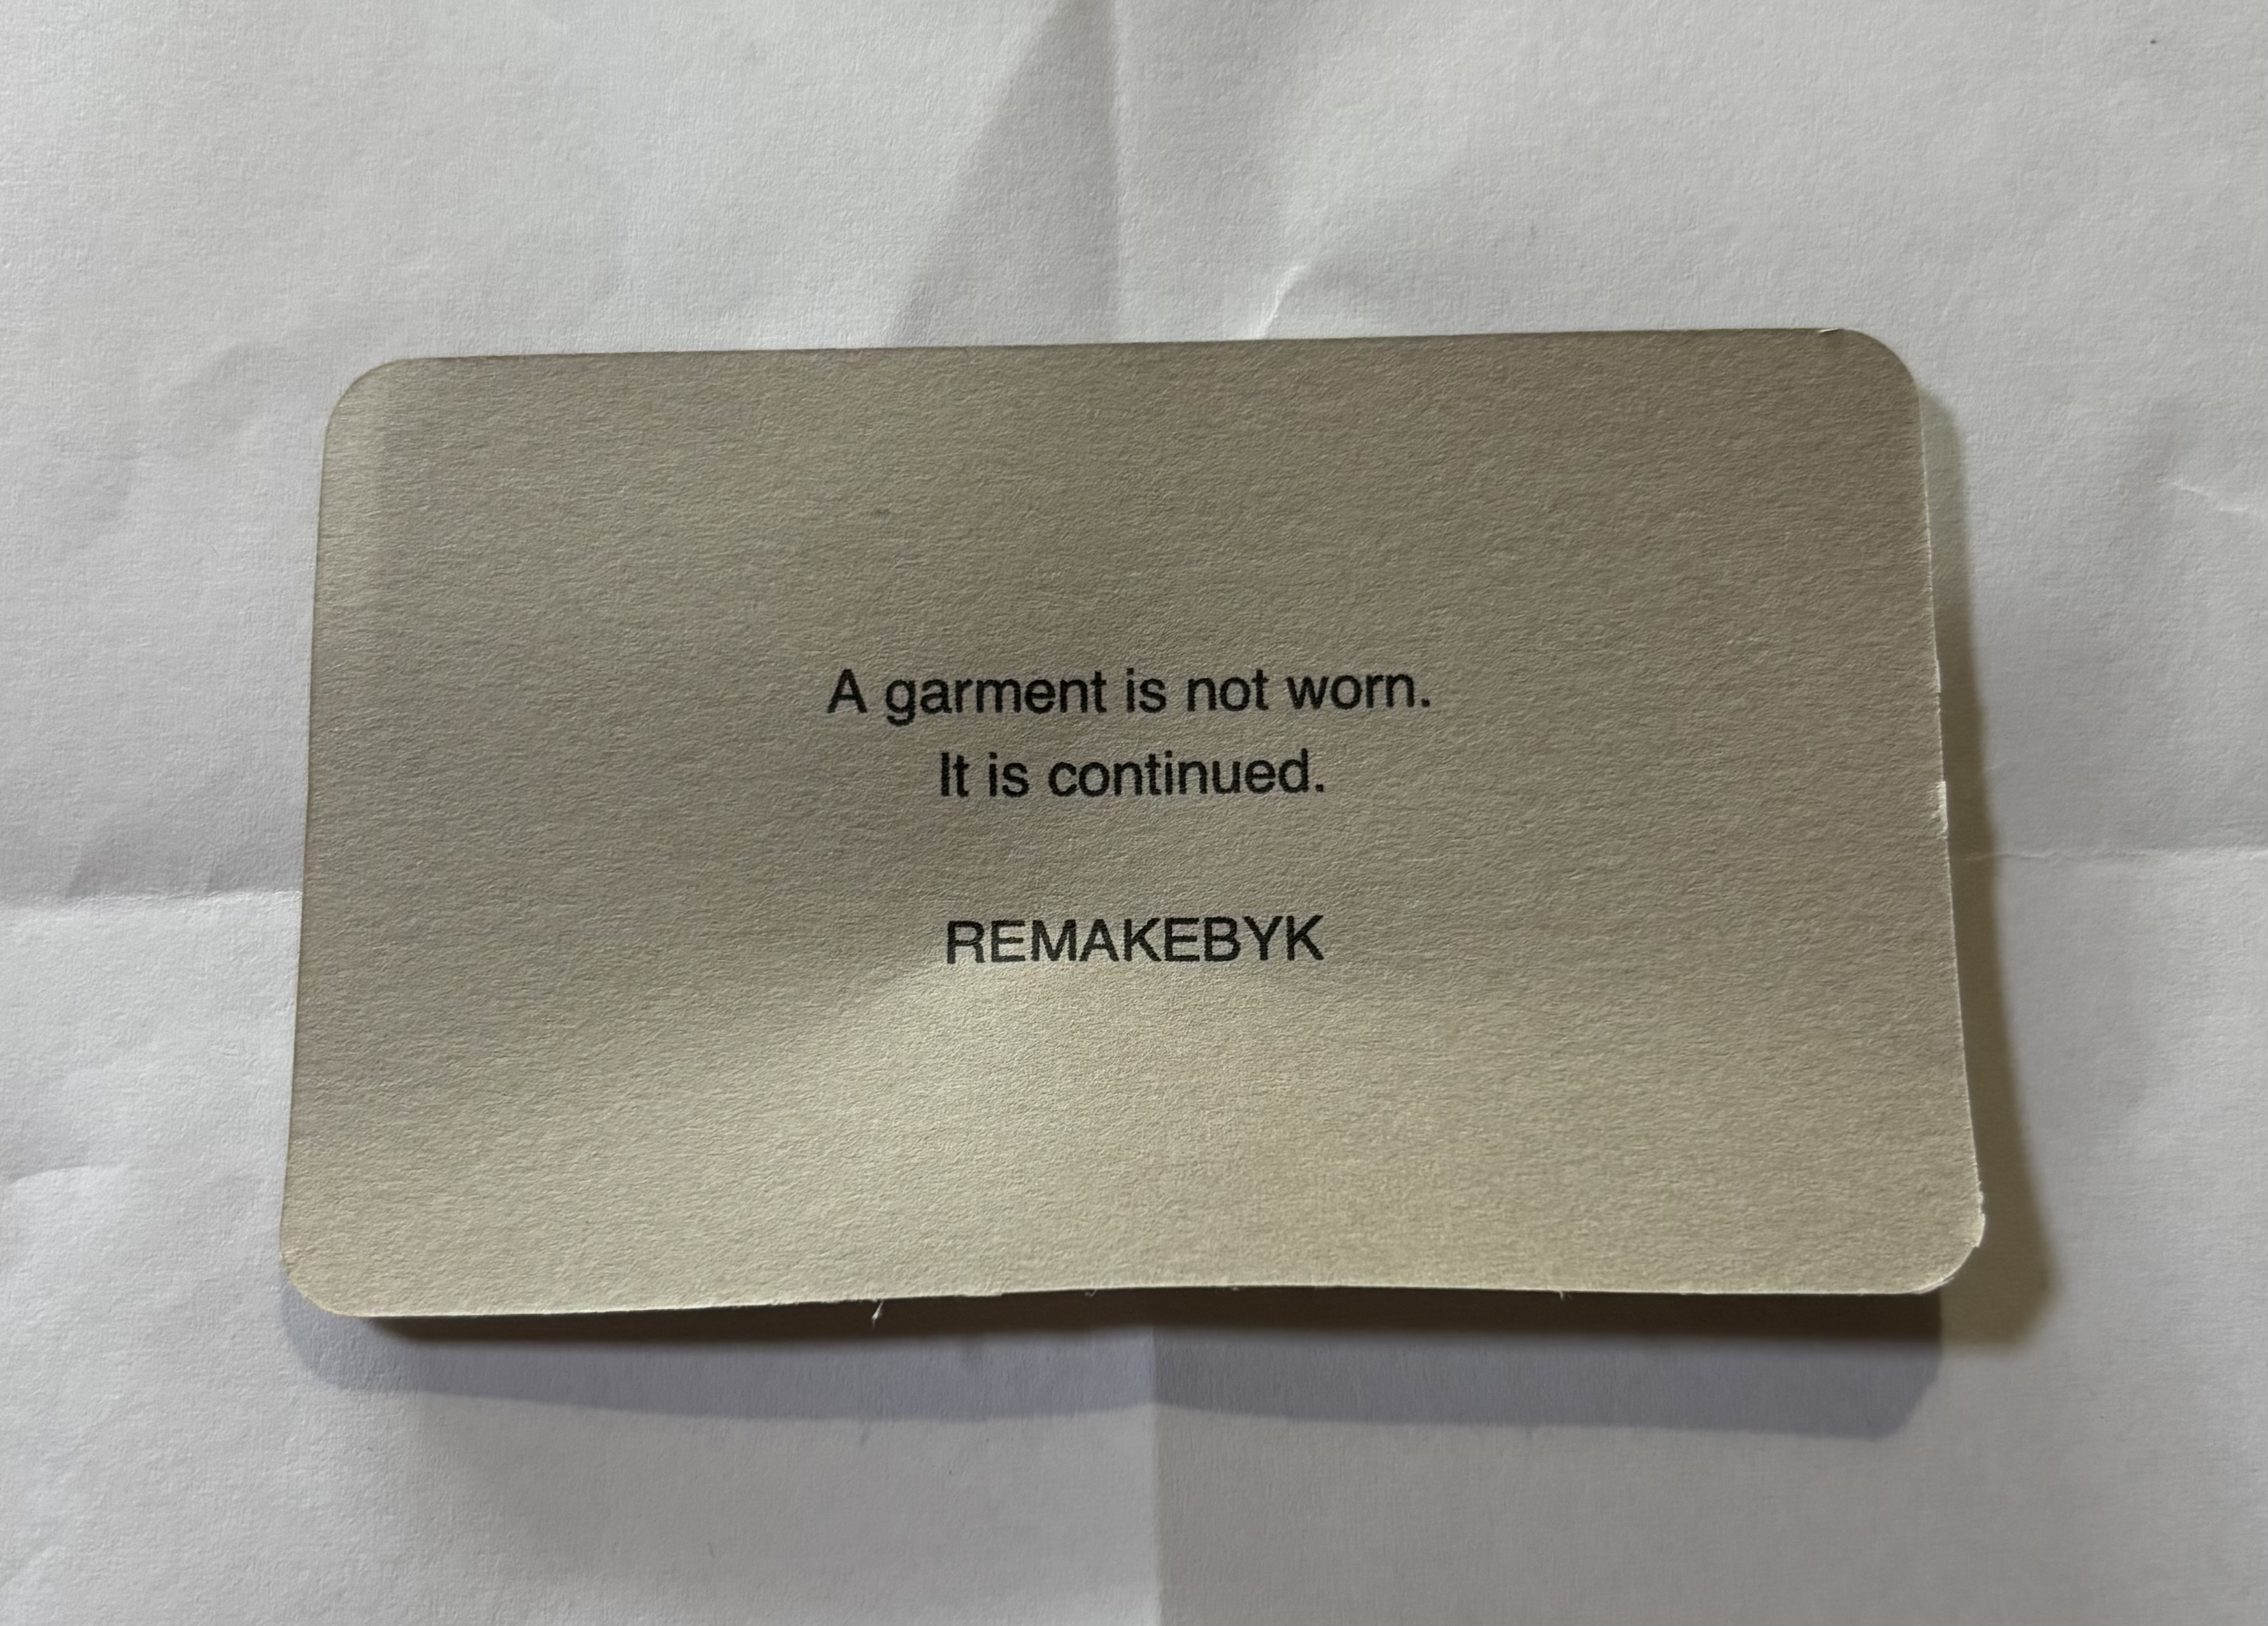 A garment is not worn.
It is continued.
REMAKEBYK